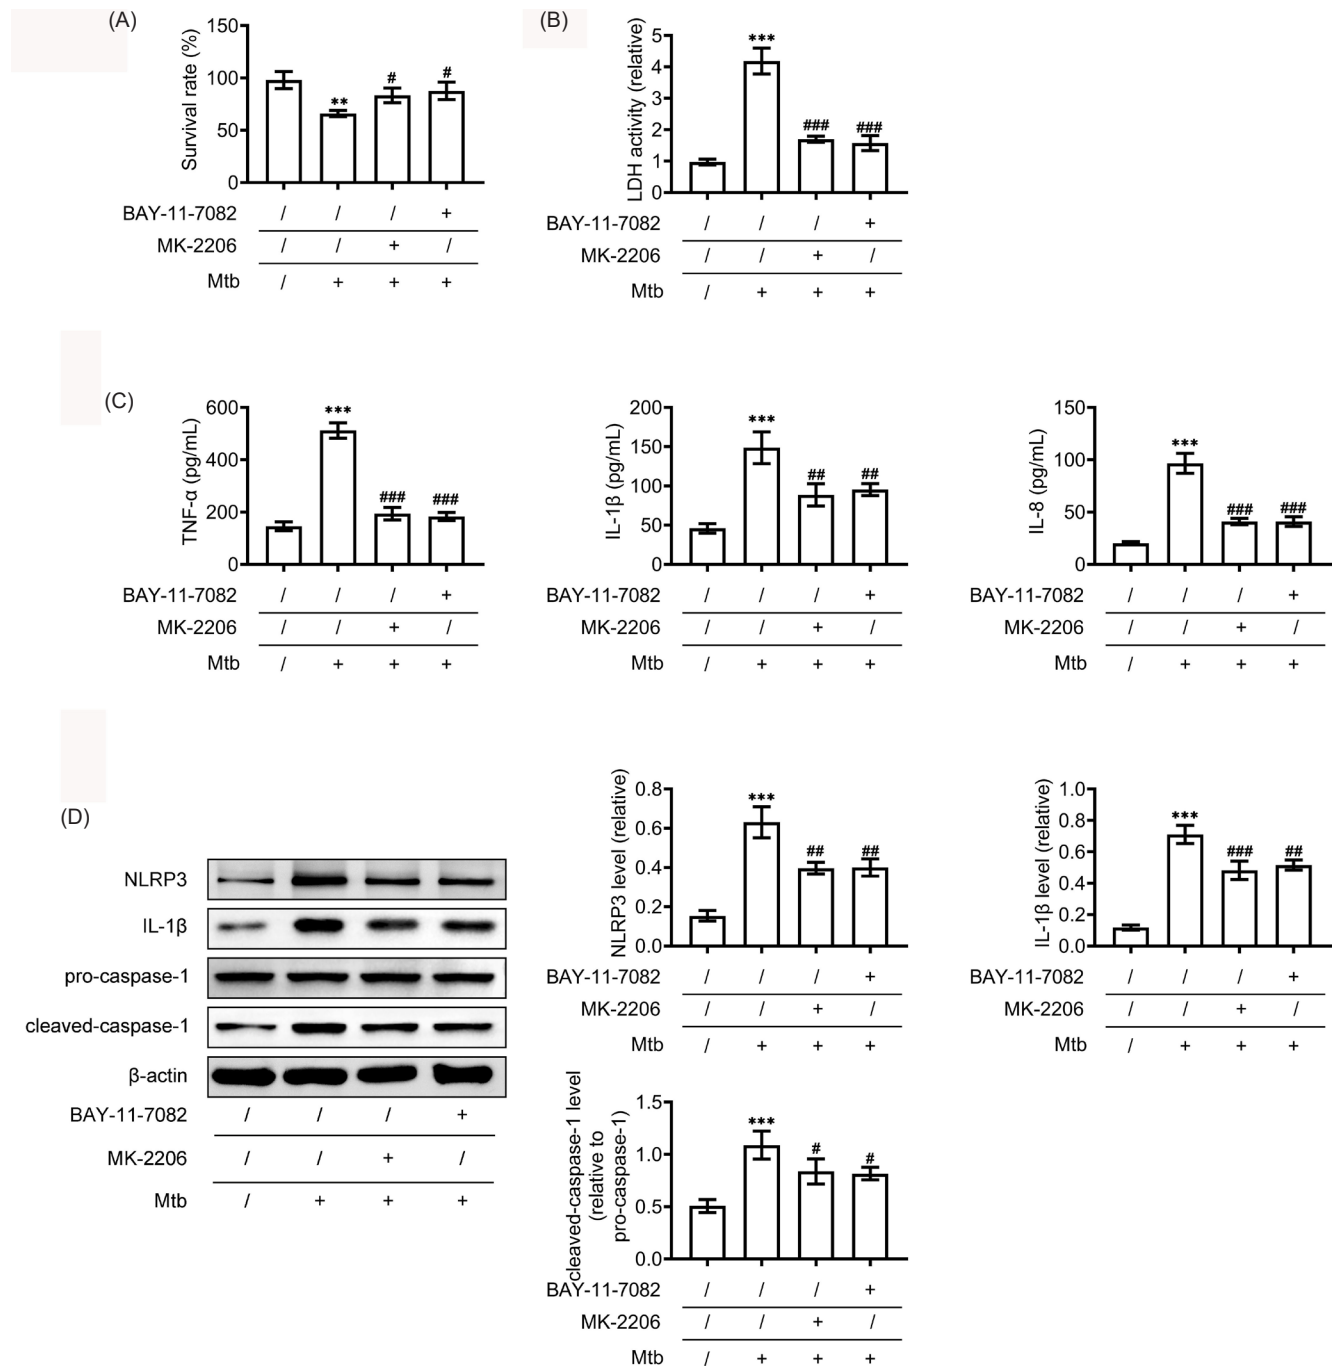 (A)
Survival rate (%)
150
100
50
0
** # #
BAY-11-7082 / / / +
MK-2206 / / + /
Mtb / + + +
(B)
LDH activity (relative)
5
4
3
2
1
0
*** ### ###
BAY-11-7082 / / / +
MK-2206 / / + /
Mtb / + + +
(C)
TNF-α (pg/mL)
600
400
200
0
*** ### ###
BAY-11-7082 / / / +
MK-2206 / / + /
Mtb / + + +
IL-1β (pg/mL)
200
150
100
50
0
*** ## ##
BAY-11-7082 / / / +
MK-2206 / / + /
Mtb / + + +
IL-8 (pg/mL)
150
100
50
0
*** ### ###
BAY-11-7082 / / / +
MK-2206 / / + /
Mtb / + + +
(D)
NLRP3
IL-1β
pro-caspase-1
cleaved-caspase-1
β-actin
BAY-11-7082 / / / +
MK-2206 / / + /
Mtb / + + +
NLRP3 level (relative)
0.8
0.6
0.4
0.2
0.0
*** ## ##
BAY-11-7082 / / / +
MK-2206 / / + /
Mtb / + + +
IL-1β level (relative)
1.0
0.8
0.6
0.4
0.2
0.0
*** ### ##
BAY-11-7082 / / / +
MK-2206 / / + /
Mtb / + + +
cleaved-caspase-1 level
(relative to
pro-caspase-1)
1.5
1.0
0.5
0.0
*** # #
BAY-11-7082 / / / +
MK-2206 / / + /
Mtb / + + +